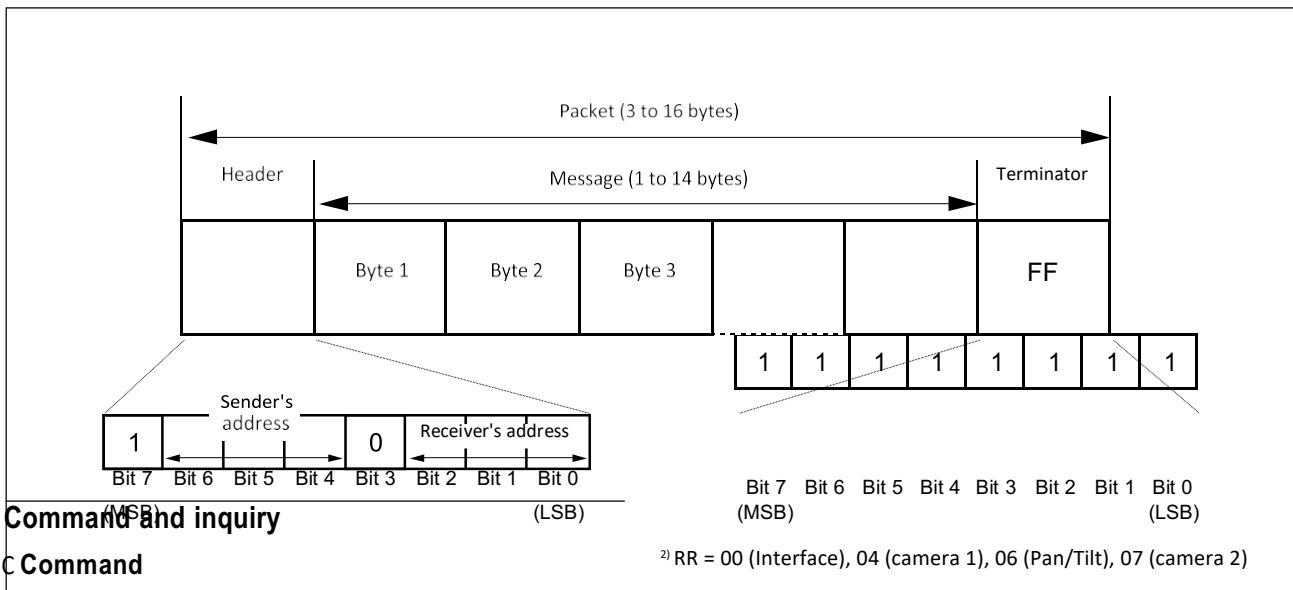 Packet (3 to 16 bytes)
Header
Message (1 to 14 bytes)
Terminator
Byte 1 Byte 2 Byte 3 FF
1 1 1 1 1 1 1 1
Sender's
address
1 0 Receiver's address
Bit 7 Bit 6 Bit 5 Bit 4 Bit 3 Bit 2 Bit 1 Bit 0
(MSB) (LSB)
Bit 7 Bit 6 Bit 5 Bit 4 Bit 3 Bit 2 Bit 1 Bit 0
(MSB) (LSB)
Command and inquiry
C Command
2) RR = 00 (Interface), 04 (camera 1), 06 (Pan/Tilt), 07 (camera 2)